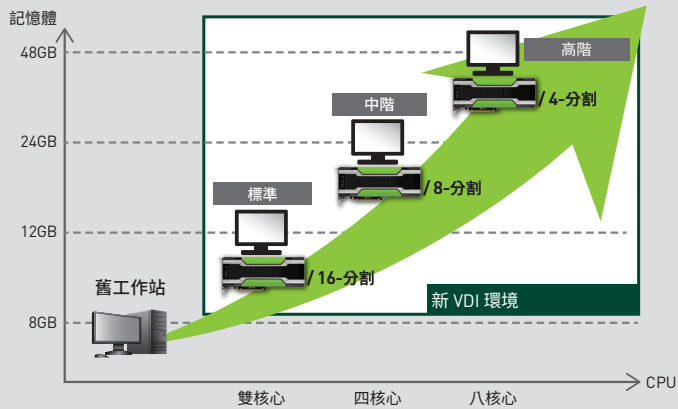 記憶體
48GB
高階
/ 4-分割
中階
24GB
/ 8-分割
標準
12GB
/ 16-分割
舊工作站
新 VDI 環境
8GB
CPU
雙核心
四核心
八核心